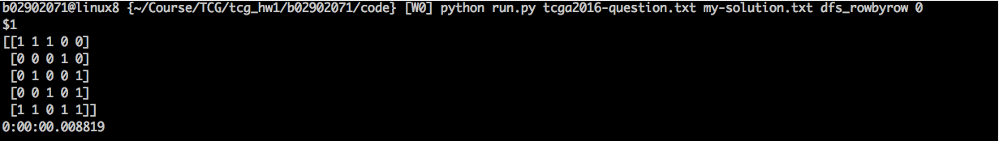 b02902071@linux8 {~/Course/TCG/tcg_hw1/b02902071/code} [W0] python run.py tcga2016-question.txt my-solution.txt dfs_rowbyrow 0
$1
[[1 1 1 0 0]
 [0 0 0 1 0]
 [0 1 0 0 1]
 [0 0 1 0 1]
 [1 1 0 1 1]]
0:00:00.008819